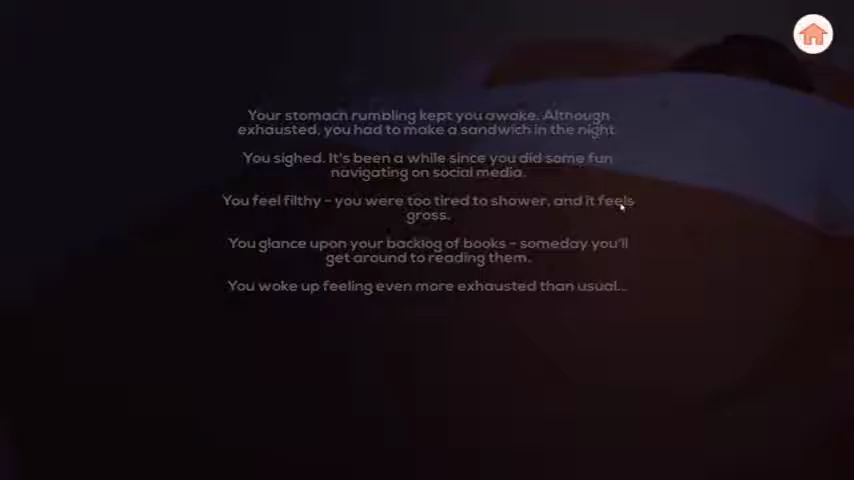 Your stomach rumbling kept you awake. Although
exhausted, you had to make a sandwich in the night.
You sighed. It's been a while since you did some fun
navigating on social media.
You feel filthy - you were too tired to shower, and it feels
gross.
You glance upon your backlog of books - someday you'll
get around to reading them.
You woke up feeling even more exhausted than usual...